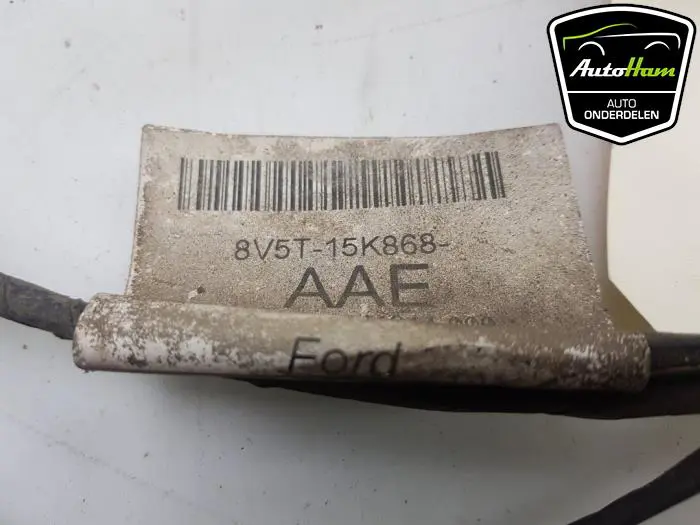 AutoHam
AUTO
ONDERDELEN
8V5T-15K868-
AAE
Ford